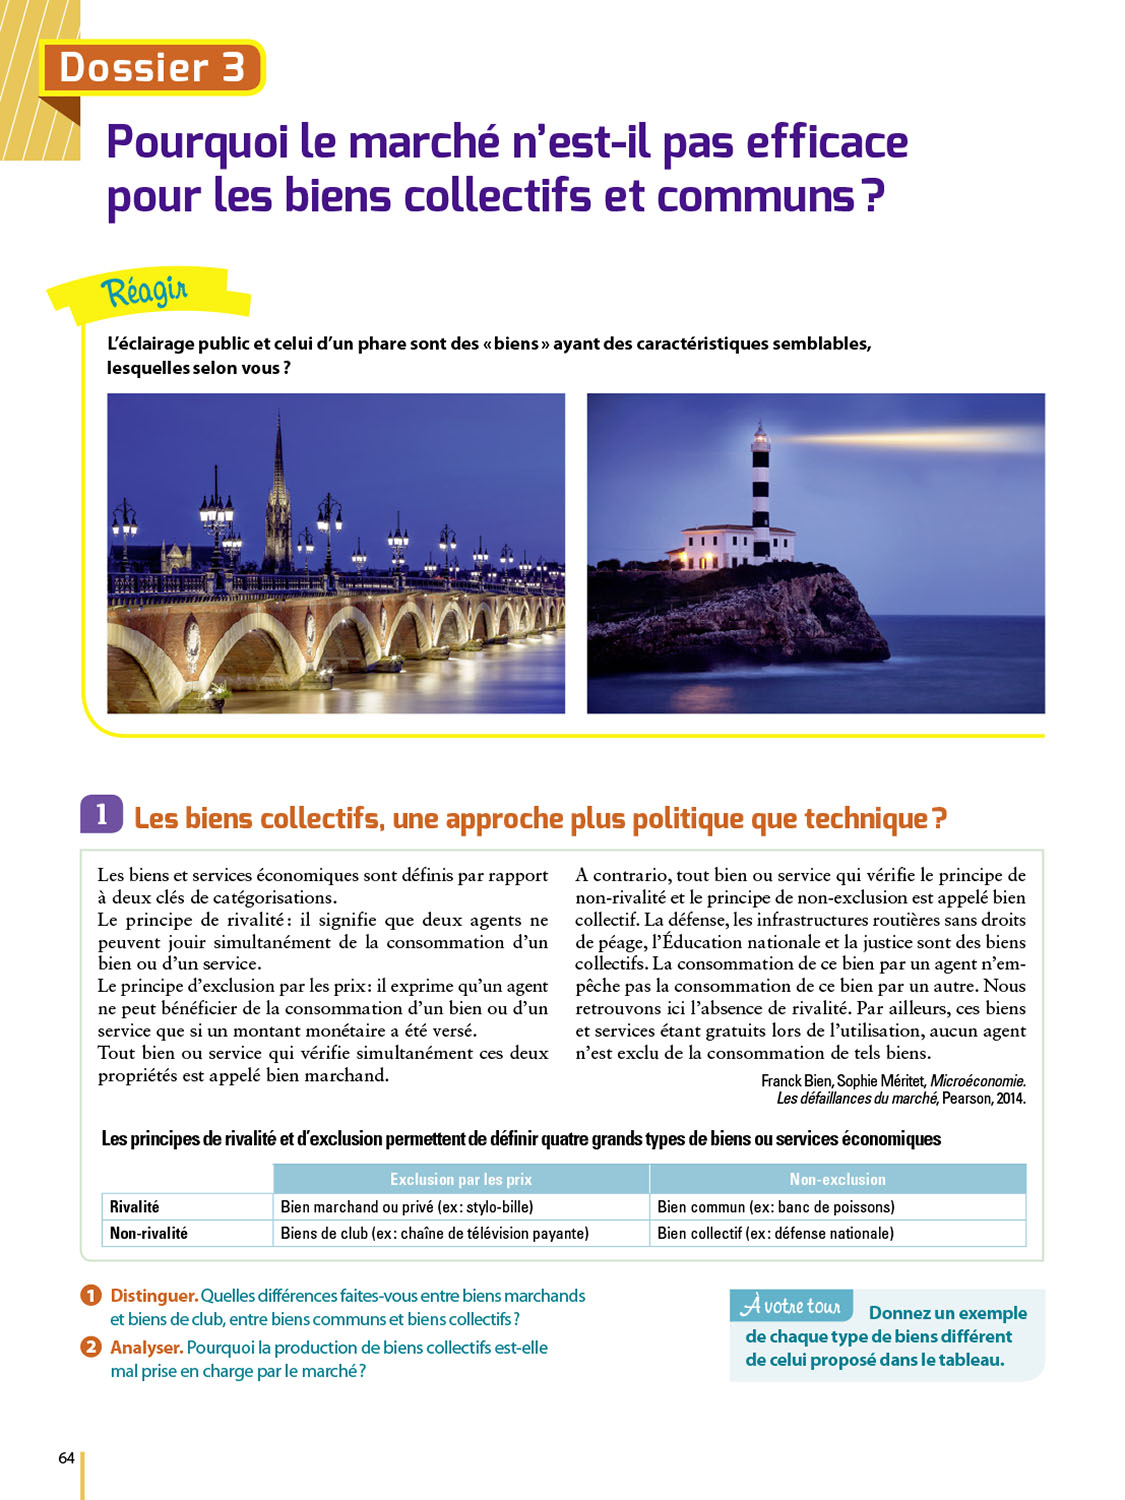 Dossier 3
Pourquoi le marché n'est-il pas efficace
pour les biens collectifs et communs ?
Réagir
L'éclairage public et celui d'un phare sont des « biens » ayant des caractéristiques semblables,
lesquelles selon vous ?
1 Les biens collectifs, une approche plus politique que technique ?
Les biens et services économiques sont définis par rapport
à deux clés de catégorisations.
Le principe de rivalité : il signifie que deux agents ne
peuvent jouir simultanément de la consommation d'un
bien ou d'un service.
Le principe d'exclusion par les prix : il exprime qu'un agent
ne peut bénéficier de la consommation d'un bien ou d'un
service que si un montant monétaire a été versé.
Tout bien ou service qui vérifie simultanément ces deux
propriétés est appelé bien marchand.
A contrario, tout bien ou service qui vérifie le principe de
non-rivalité et le principe de non-exclusion est appelé bien
collectif. La défense, les infrastructures routières sans droits
de péage, l'Éducation nationale et la justice sont des biens
collectifs. La consommation de ce bien par un agent n'em-
pêche pas la consommation de ce bien par un autre. Nous
retrouvons ici l'absence de rivalité. Par ailleurs, ces biens
et services étant gratuits lors de l'utilisation, aucun agent
n'est exclu de la consommation de tels biens.
Franck Bien, Sophie Méritet, Microéconomie.
Les défaillances du marché, Pearson, 2014.
Les principes de rivalité et d'exclusion permettent de définir quatre grands types de biens ou services économiques
Exclusion par les prix Non-exclusion
Rivalité Bien marchand ou privé (ex : stylo-bille) Bien commun (ex : banc de poissons)
Non-rivalité Biens de club (ex : chaîne de télévision payante) Bien collectif (ex : défense nationale)
1 Distinguer. Quelles différences faites-vous entre biens marchands
et biens de club, entre biens communs et biens collectifs ?
2 Analyser. Pourquoi la production de biens collectifs est-elle
mal prise en charge par le marché ?
À votre tour Donnez un exemple
de chaque type de biens différent
de celui proposé dans le tableau.
64